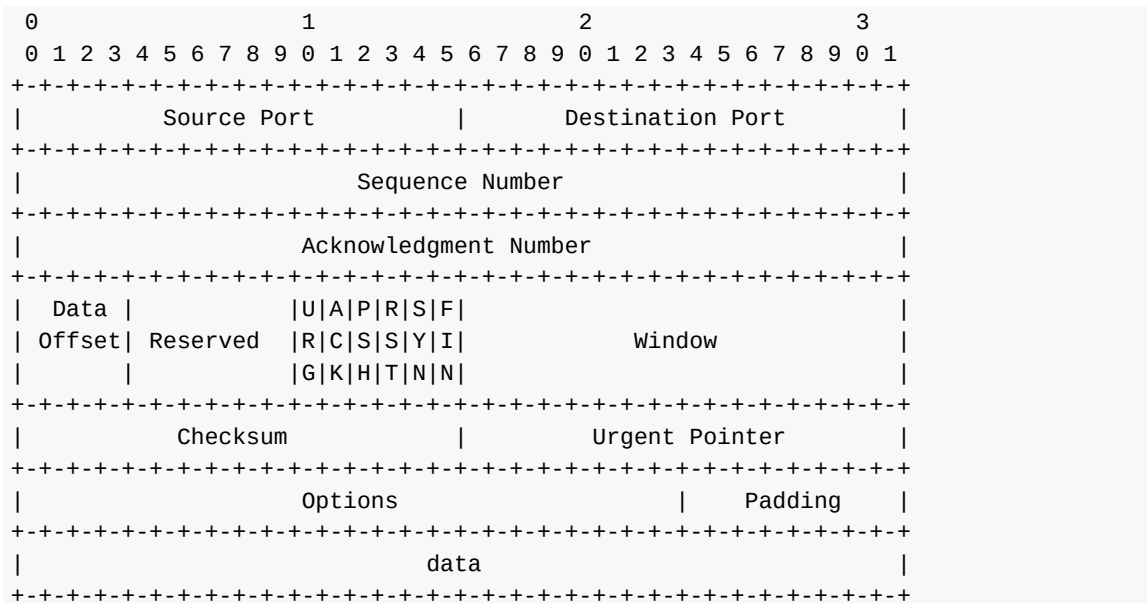 0                   1                   2                   3
 0 1 2 3 4 5 6 7 8 9 0 1 2 3 4 5 6 7 8 9 0 1 2 3 4 5 6 7 8 9 0 1
+-+-+-+-+-+-+-+-+-+-+-+-+-+-+-+-+-+-+-+-+-+-+-+-+-+-+-+-+-+-+-+-+
|          Source Port          |       Destination Port        |
+-+-+-+-+-+-+-+-+-+-+-+-+-+-+-+-+-+-+-+-+-+-+-+-+-+-+-+-+-+-+-+-+
|                        Sequence Number                        |
+-+-+-+-+-+-+-+-+-+-+-+-+-+-+-+-+-+-+-+-+-+-+-+-+-+-+-+-+-+-+-+-+
|                    Acknowledgment Number                      |
+-+-+-+-+-+-+-+-+-+-+-+-+-+-+-+-+-+-+-+-+-+-+-+-+-+-+-+-+-+-+-+-+
|  Data |           |U|A|P|R|S|F|                               |
| Offset| Reserved  |R|C|S|S|Y|I|            Window             |
|       |           |G|K|H|T|N|N|                               |
+-+-+-+-+-+-+-+-+-+-+-+-+-+-+-+-+-+-+-+-+-+-+-+-+-+-+-+-+-+-+-+-+
|           Checksum            |         Urgent Pointer        |
+-+-+-+-+-+-+-+-+-+-+-+-+-+-+-+-+-+-+-+-+-+-+-+-+-+-+-+-+-+-+-+-+
|                    Options                    |    Padding    |
+-+-+-+-+-+-+-+-+-+-+-+-+-+-+-+-+-+-+-+-+-+-+-+-+-+-+-+-+-+-+-+-+
|                             data                              |
+-+-+-+-+-+-+-+-+-+-+-+-+-+-+-+-+-+-+-+-+-+-+-+-+-+-+-+-+-+-+-+-+